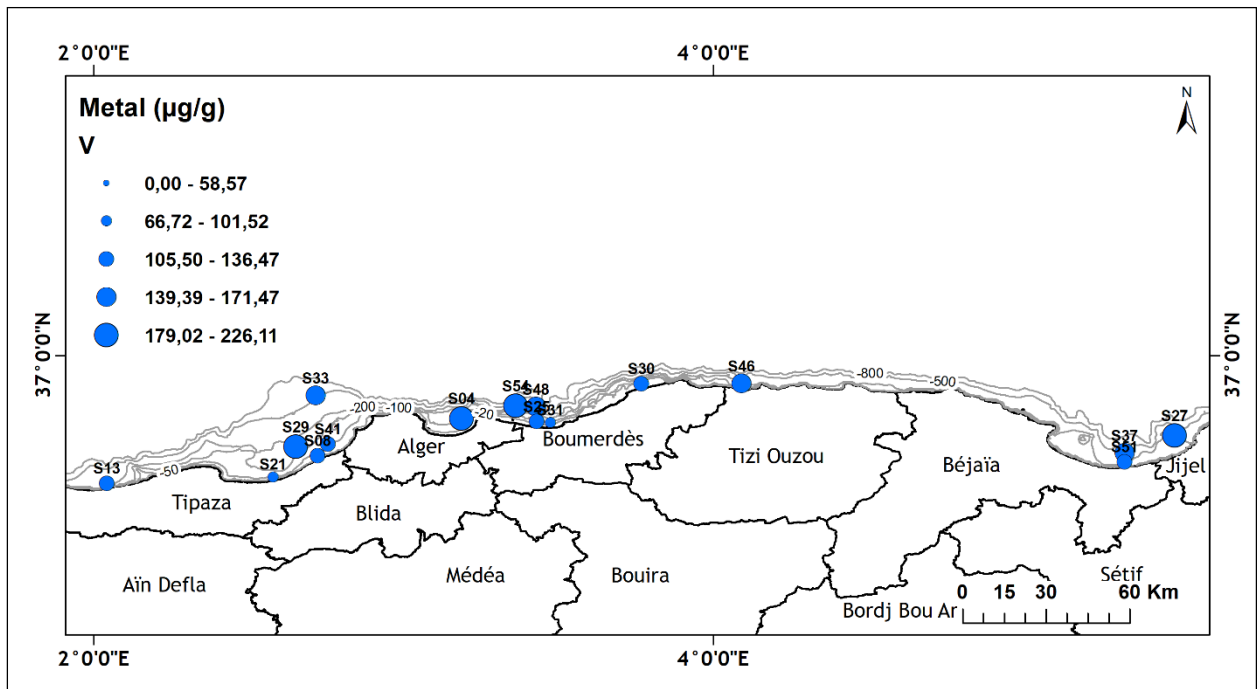 2°0'0"E
4°0'0"E
Metal (µg/g)
V
0,00 - 58,57
66,72 - 101,52
105,50 - 136,47
139,39 - 171,47
179,02 - 226,11
N
37°0'0"N
37°0'0"N
S33
S30
S46
-800
-500
-200
-100
S04
-20
S54
S48
S31
S29
S41
S08
S27
S37
S51
S13
-50
S21
Alger
Boumerdès
Tizi Ouzou
Béjaïa
Jijel
Tipaza
Blida
Aïn Defla
Médéa
Bouira
Sétif
Bordj Bou Ar
0 15 30 60 Km
2°0'0"E
4°0'0"E